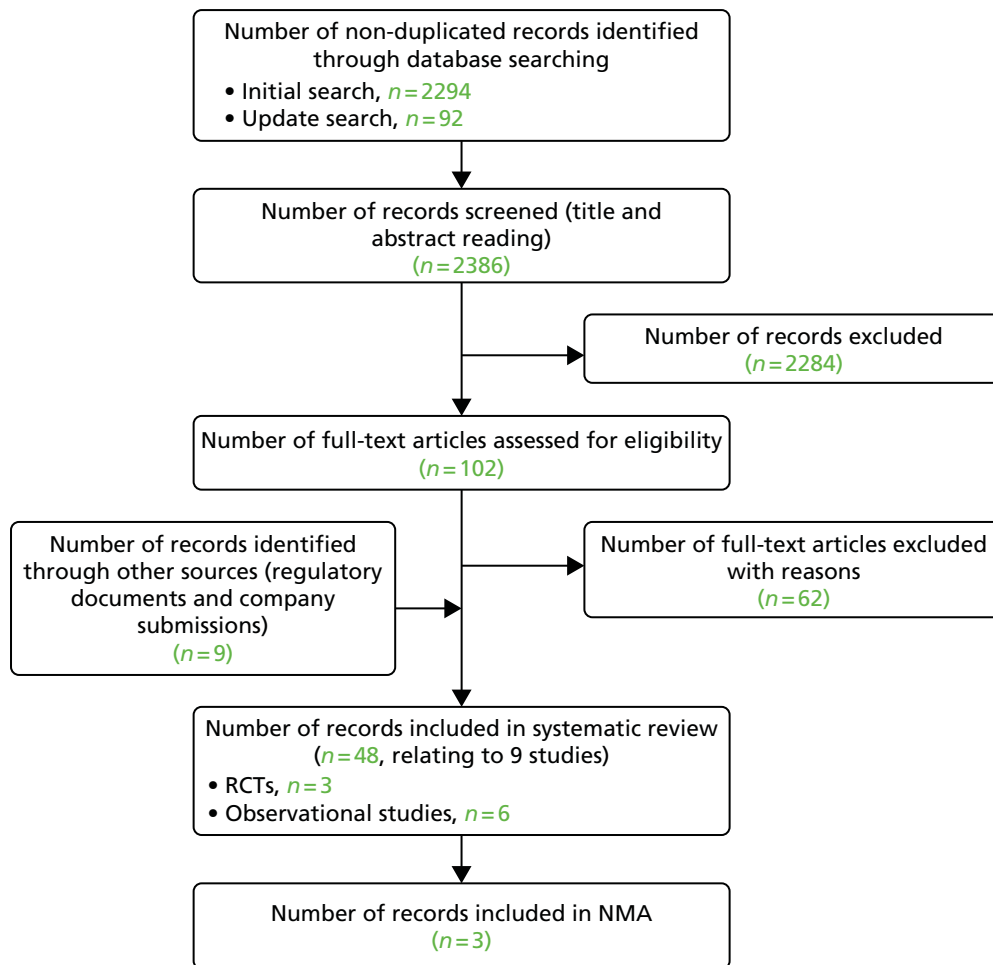 Number of non-duplicated records identified
through database searching
• Initial search, n=2294
• Update search, n=92
Number of records screened (title and
abstract reading)
(n=2386)
Number of records excluded
(n=2284)
Number of full-text articles assessed for eligibility
(n=102)
Number of records identified
through other sources (regulatory
documents and company
submissions)
(n=9)
Number of full-text articles excluded
with reasons
(n=62)
Number of records included in systematic review
(n=48, relating to 9 studies)
• RCTs, n=3
• Observational studies, n=6
Number of records included in NMA
(n=3)